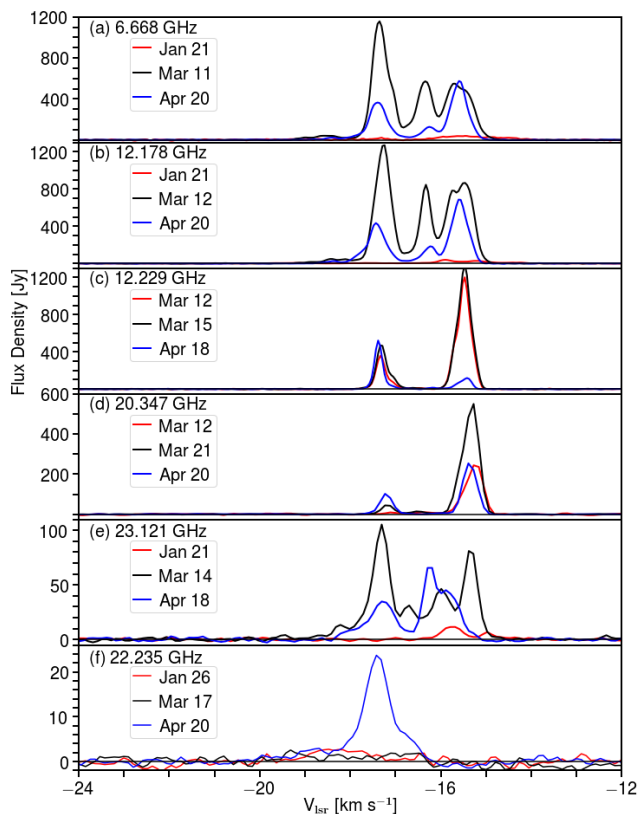 Flux Density [Jy]
1200
800
400
(a) 6.668 GHz
Jan 21
Mar 11
Apr 20
1200
800
400
(b) 12.178 GHz
Jan 21
Mar 12
Apr 20
1200
800
400
(c) 12.229 GHz
Mar 12
Mar 15
Apr 18
600
400
200
(d) 20.347 GHz
Mar 12
Mar 21
Apr 20
100
50
0
(e) 23.121 GHz
Jan 21
Mar 14
Apr 18
20
10
0
(f) 22.235 GHz
Jan 26
Mar 17
Apr 20
−24 −20 −16 −12
V_lsr [km s⁻¹]